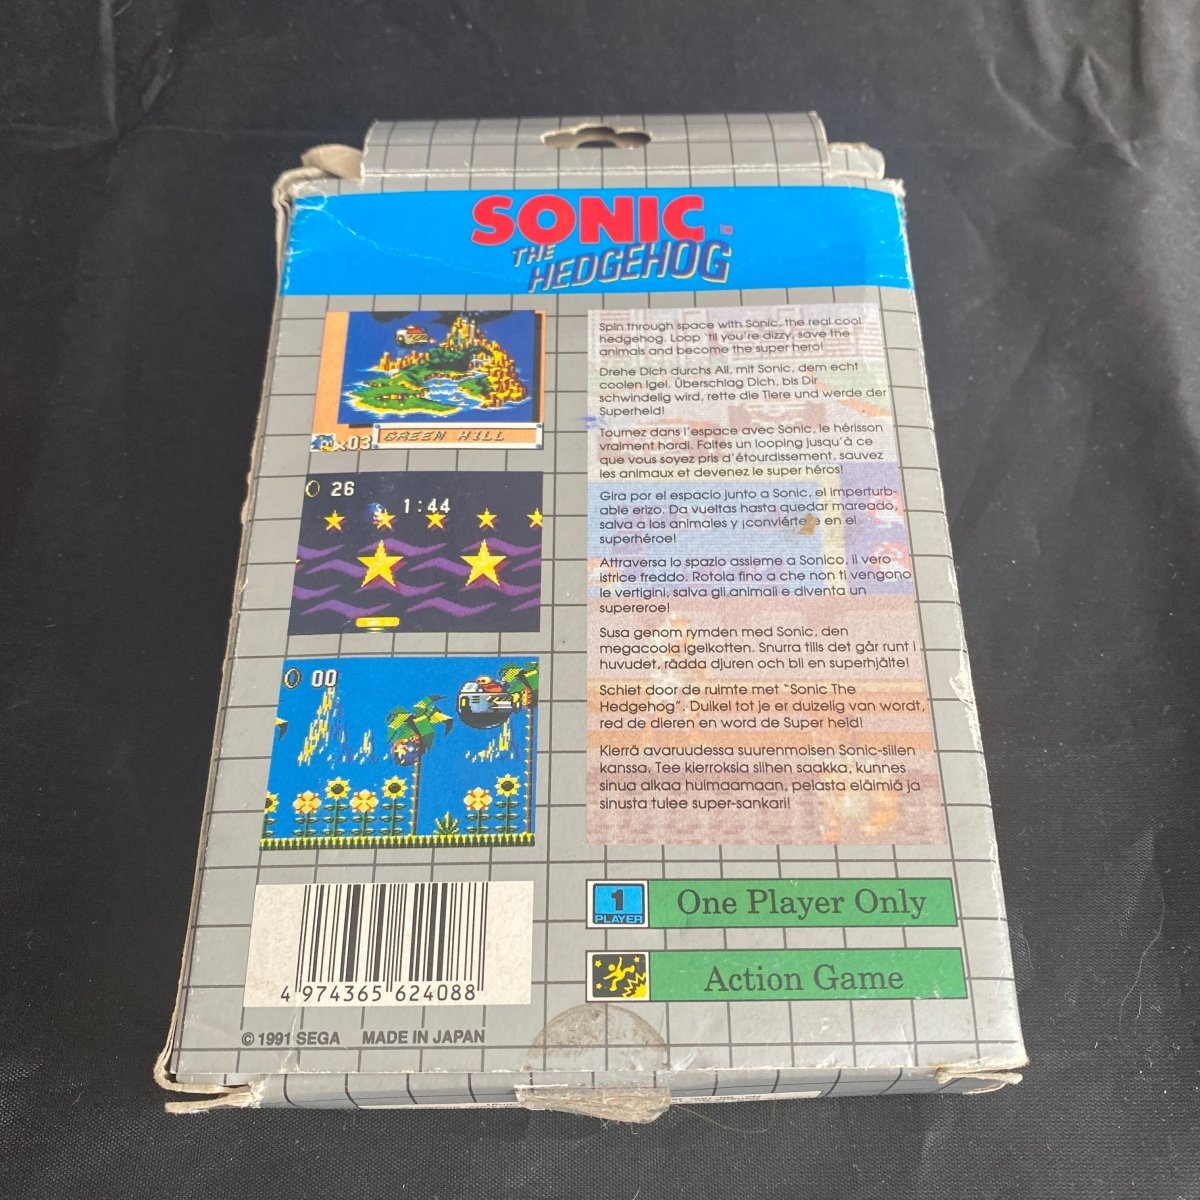 SONIC TM
THE
HEDGEHOG
x03
GREEN HILL
26
1:44
00
Spin through space with Sonic, the real cool
hedgehog. Loop 'til you're dizzy, save the
animals and become the super hero!
Drehe Dich durchs All, mit Sonic, dem echt
coolen Igel. Überschlag Dich, bis Dir
schwindelig wird, rette die Tiere und werde der
Superheld!
Tournez dans l'espace avec Sonic, le hérisson
vraiment hardi. Faites un looping jusqu'à ce
que vous soyez pris d'étourdissement, sauvez
les animaux et devenez le super héros!
Gira por el espacio junto a Sonic, el imperturb-
able erizo. Da vueltas hasta quedar mareado,
salva a los animales y ¡conviértete en el
superhéroe!
Attraversa lo spazio assieme a Sonico, il vero
istrice freddo. Rotola fino a che non ti vengono
le vertigini, salva gli animali e diventa un
supereroe!
Susa genom rymden med Sonic, den
megacoola igelkotten. Snurra tills det går runt i
huvudet, rädda djuren och bli en superhjälte!
Schiet door de ruimte met "Sonic The
Hedgehog". Duikel tot je er duizelig van wordt,
red de dieren en word de Super held!
Kierrä avaruudessa suurenmoisen Sonic-siilen
kanssa. Tee kierroksia siihen saakka, kunnes
sinua alkaa huimaamaan, pelasta eläimiä ja
sinusta tulee super-sankari!
1
PLAYER
One Player Only
Action Game
4 974365 624088
© 1991 SEGA MADE IN JAPAN